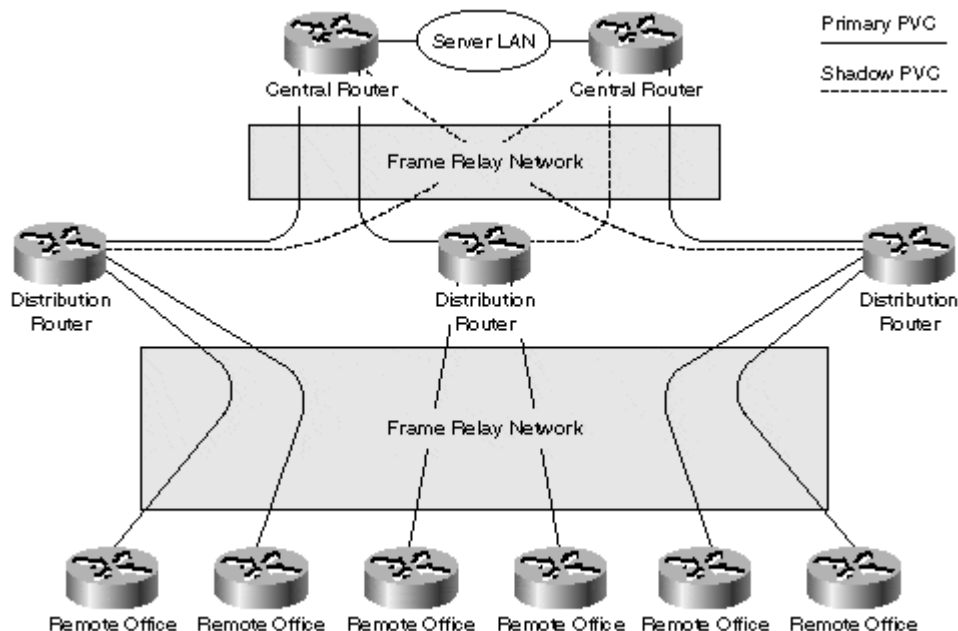 Server LAN
Primary PVC
Shadow PVC
Central Router
Central Router
Frame Relay Network
Distribution
Router
Distribution
Router
Distribution
Router
Frame Relay Network
Remote Office
Remote Office
Remote Office
Remote Office
Remote Office
Remote Office